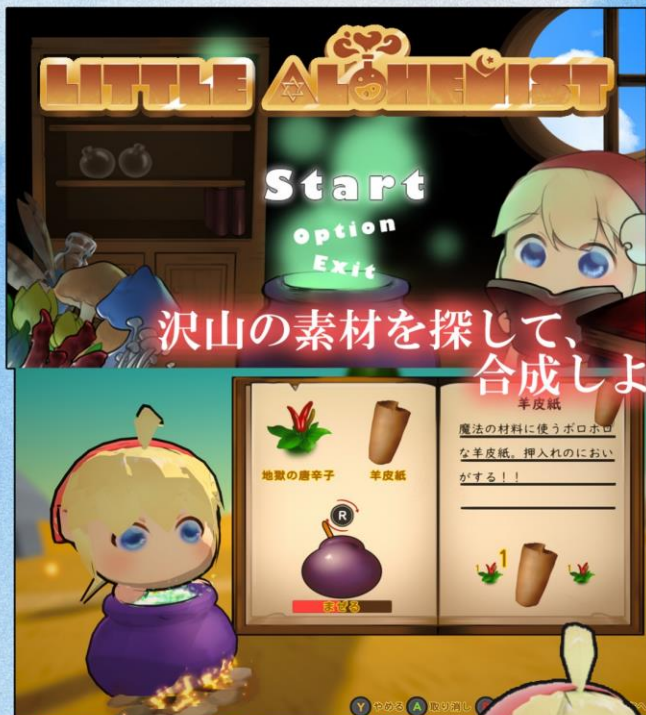 LITTLE ALCHEMIST
Start
Option
Exit
沢山の素材を探して、
合成しよ
地獄の唐辛子
羊皮紙
R
まぜる
羊皮紙
魔法の材料に使うボロボロ
な羊皮紙。押入れのにおい
がする！！
1
Y やめる A 取り消し